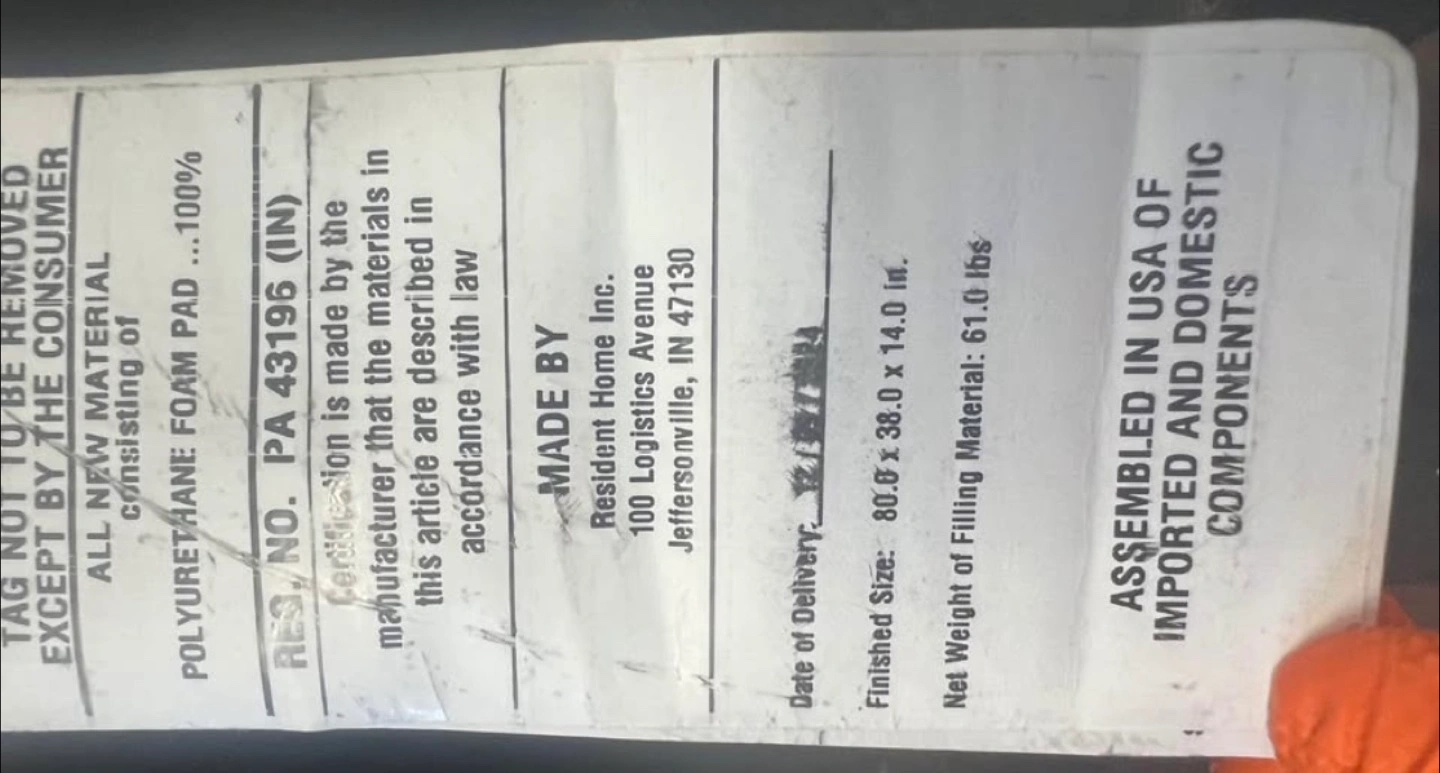 TAG NOT TO BE REMOVED
EXCEPT BY THE CONSUMER
ALL NEW MATERIAL
consisting of
POLYURETHANE FOAM PAD ...100%
REG. NO. PA 43196 (IN)
Certification is made by the
manufacturer that the materials in
this article are described in
accordance with law
MADE BY
Resident Home Inc.
100 Logistics Avenue
Jeffersonville, IN 47130
Date of Delivery:
Finished Size: 80.0 x 38.0 x 14.0 in.
Net Weight of Filling Material: 61.0 lbs
ASSEMBLED IN USA OF
IMPORTED AND DOMESTIC
COMPONENTS